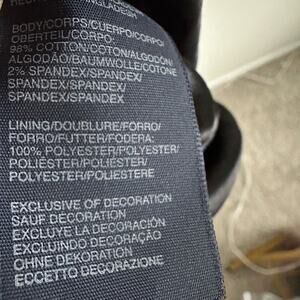 BODY/CORPS/CUERPO/CORPO/
OBERTEIL/CORPO:
98% COTTON/COTON/ALGODÓN/
ALGODÃO/BAUMWOLLE/COTONE
2% SPANDEX/SPANDEX/
SPANDEX/SPANDEX/
SPANDEX/SPANDEX
LINING/DOUBLURE/FORRO/
FORRO/FUTTER/FODERA:
100% POLYESTER/POLYESTER/
POLIÉSTER/POLIÉSTER/
POLYESTER/POLIESTERE
EXCLUSIVE OF DECORATION
SAUF DECORATION
EXCLUYE LA DECORACIÓN
EXCLUINDO DECORAÇÃO
OHNE DEKORATION
ECCETTO DECORAZIONE